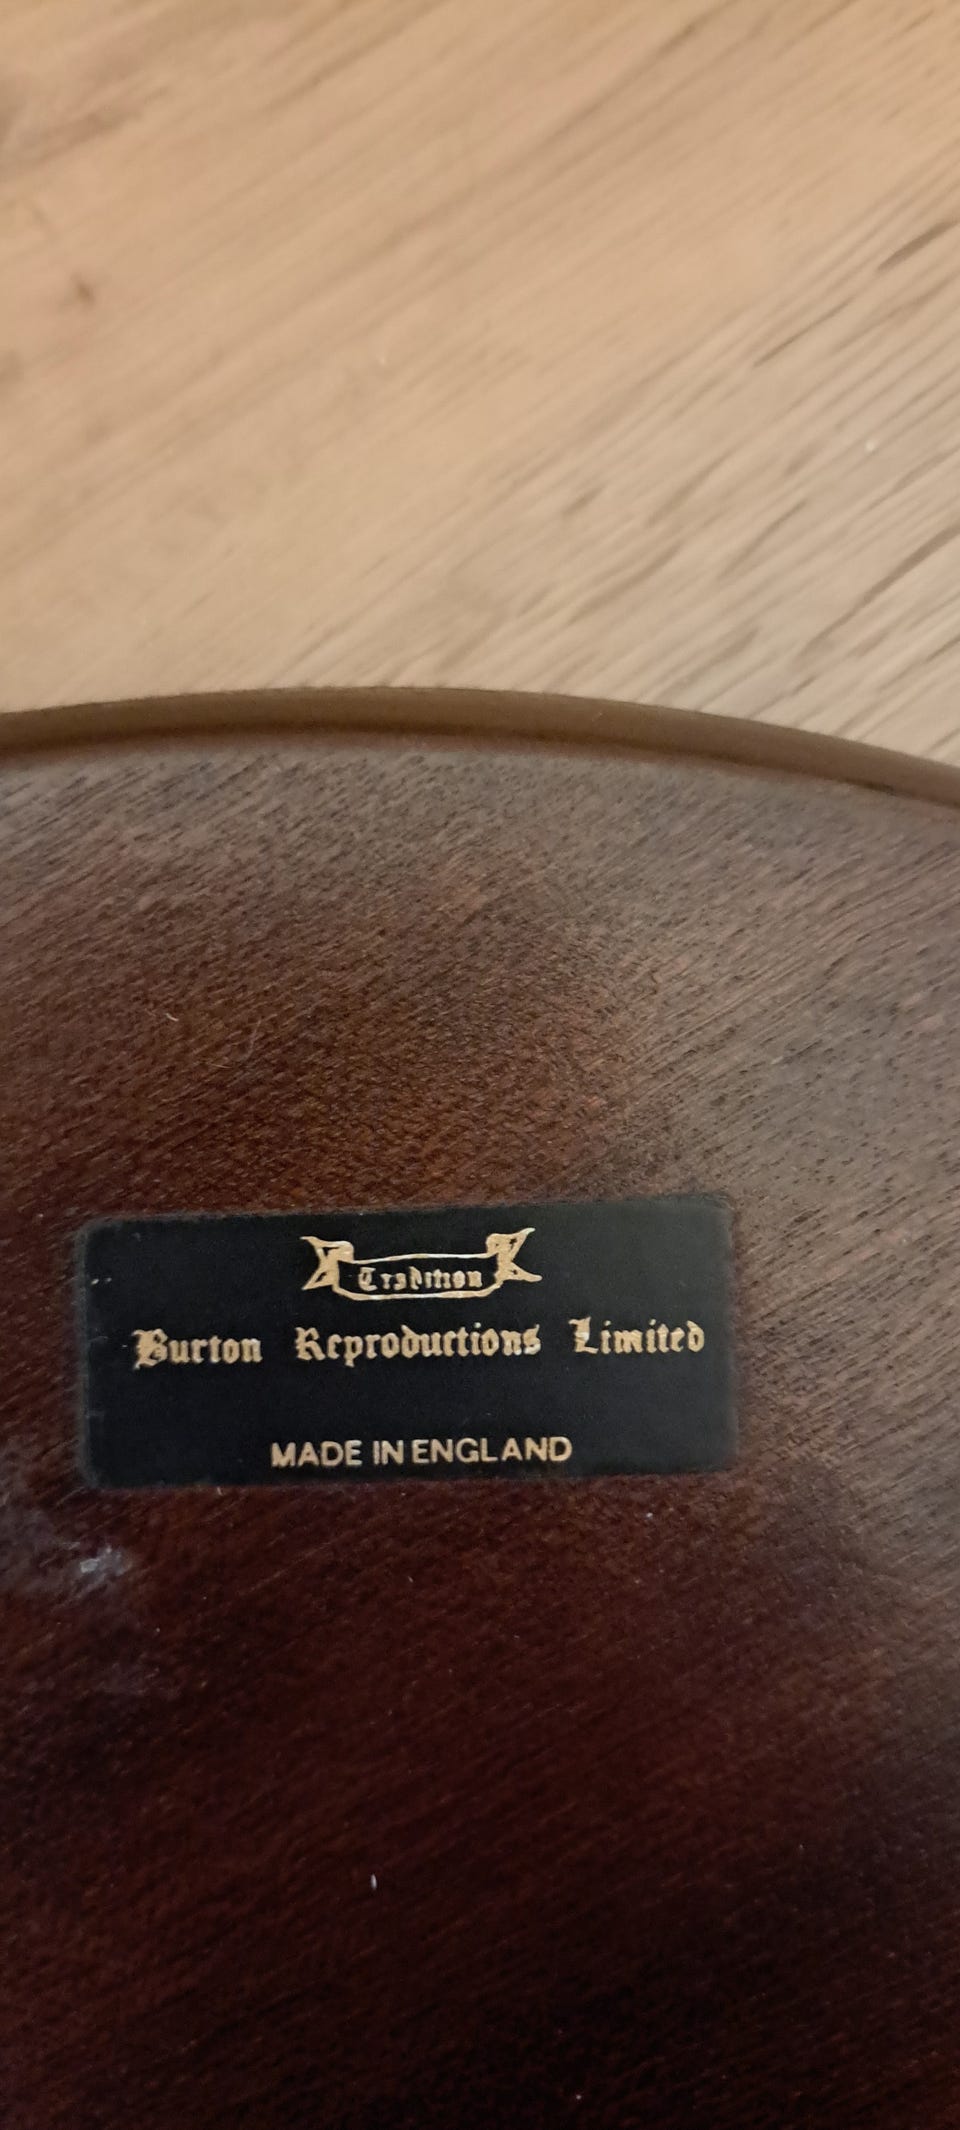 Tradition
Burton Reproductions Limited
MADE IN ENGLAND